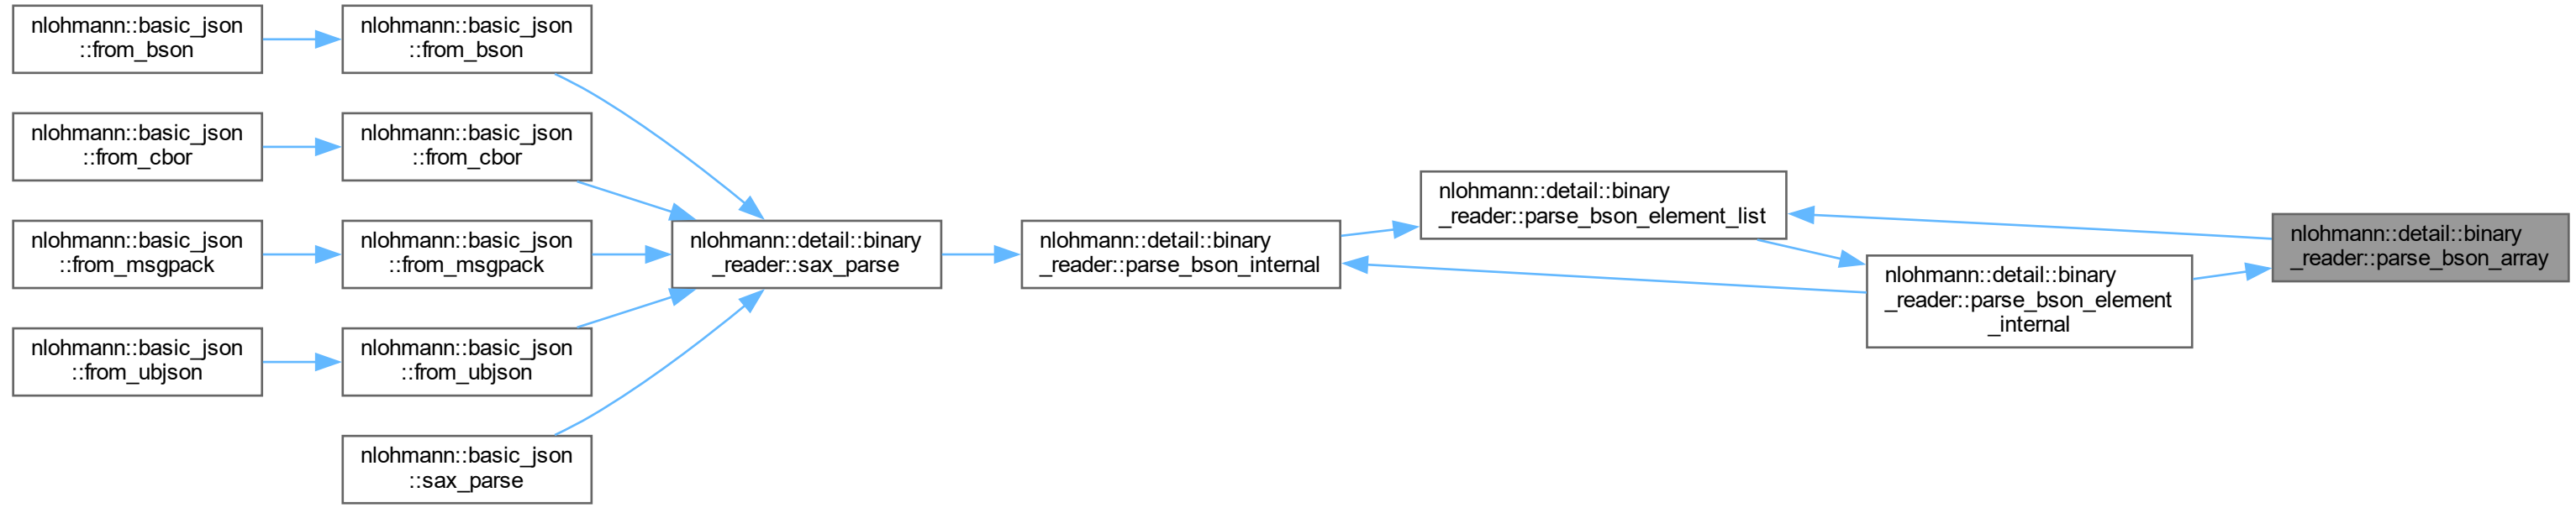 nlohmann::basic_json
::from_bson
nlohmann::basic_json
::from_bson
nlohmann::basic_json
::from_cbor
nlohmann::basic_json
::from_cbor
nlohmann::basic_json
::from_msgpack
nlohmann::basic_json
::from_msgpack
nlohmann::basic_json
::from_ubjson
nlohmann::basic_json
::from_ubjson
nlohmann::basic_json
::sax_parse
nlohmann::detail::binary
_reader::sax_parse
nlohmann::detail::binary
_reader::parse_bson_internal
nlohmann::detail::binary
_reader::parse_bson_element_list
nlohmann::detail::binary
_reader::parse_bson_element
_internal
nlohmann::detail::binary
_reader::parse_bson_array